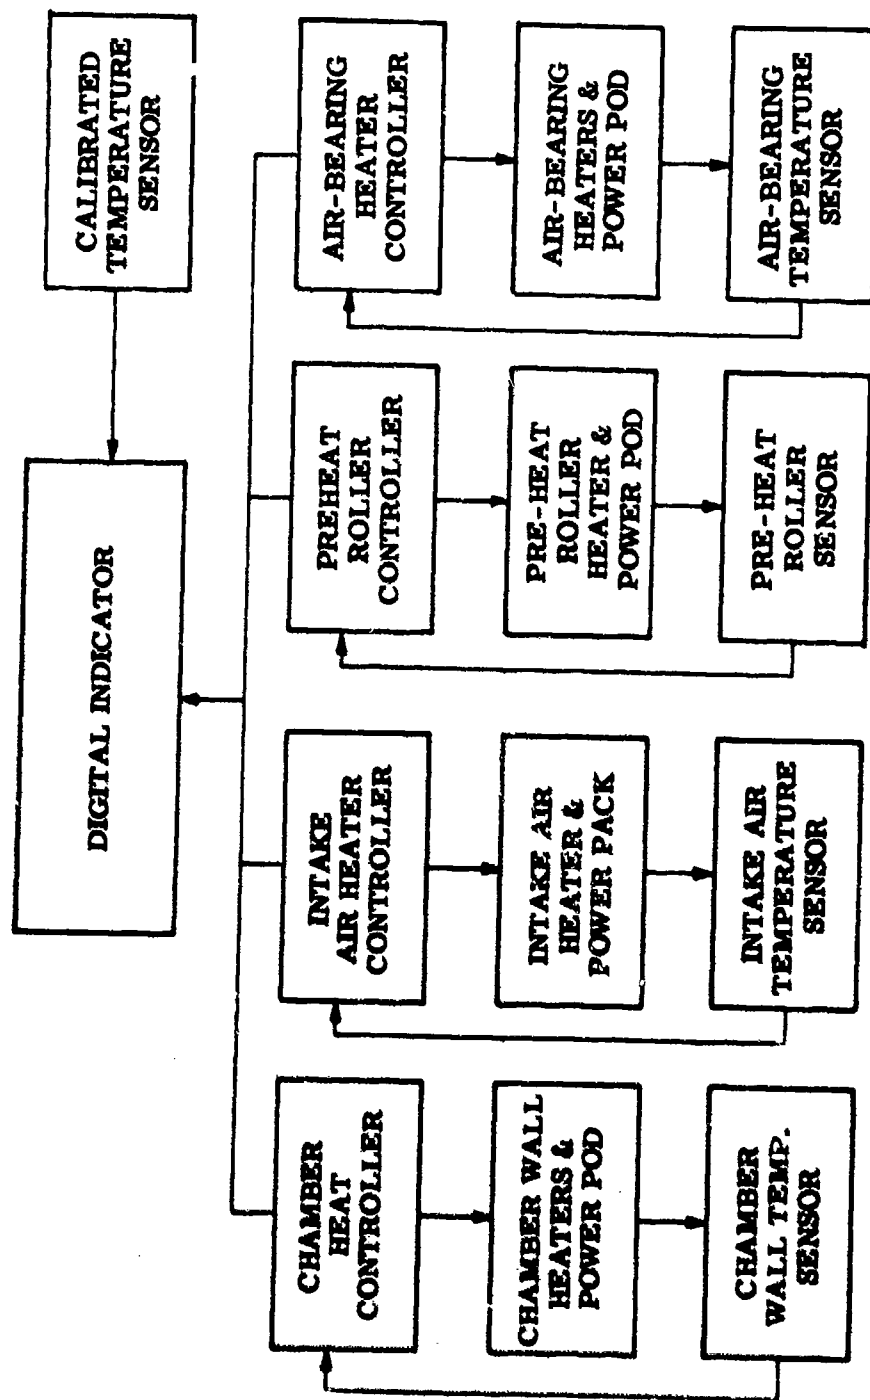 CALIBRATED
TEMPERATURE
SENSOR
DIGITAL INDICATOR
CHAMBER
HEAT
CONTROLLER
INTAKE
AIR HEATER
CONTROLLER
PREHEAT
ROLLER
CONTROLLER
AIR-BEARING
HEATER
CONTROLLER
CHAMBER WALL
HEATERS &
POWER POD
INTAKE AIR
HEATER &
POWER PACK
PRE-HEAT
ROLLER
HEATER &
POWER POD
AIR-BEARING
HEATERS &
POWER POD
CHAMBER
WALL TEMP.
SENSOR
INTAKE AIR
TEMPERATURE
SENSOR
PRE-HEAT
ROLLER
SENSOR
AIR-BEARING
TEMPERATURE
SENSOR